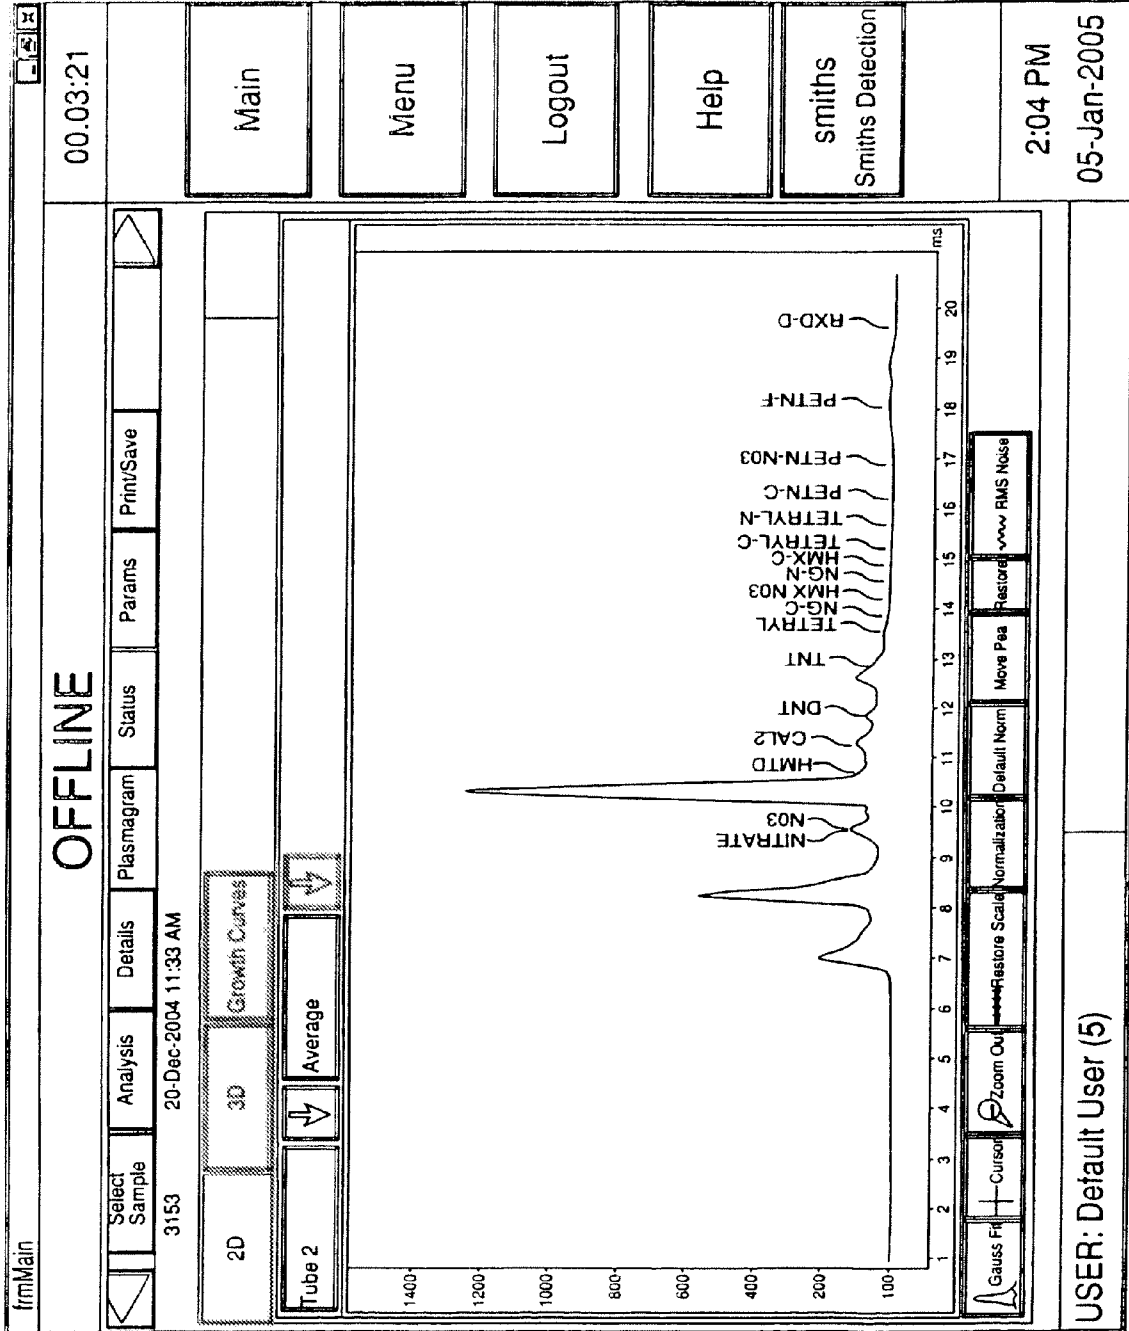 frmMain
OFFLINE
00.03:21
Select Sample
Analysis
Details
Plasmagram
Status
Params
Print/Save
3153
20-Dec-2004 11:33 AM
2D
3D
Growth Curves
Tube 2
Average
Main
Menu
Logout
Help
smiths
Smiths Detection
1400
1200
1000
800
600
400
200
100
NITRATE
N03
HMTD
CAL2
DNT
TNT
TETRYL
NG-C
HMX N03
NG-N
HMX-C
TETRYL-C
TETRYL-N
PETN-C
PETN-N03
PETN-F
RXD-D
1 2 3 4 5 6 7 8 9 10 11 12 13 14 15 16 17 18 19 20
ms
Gauss Fit
Cursor
Zoom Out
Restore Scale
Normalization
Default Norm
Move Pea
Restore
RMS Noise
USER: Default User (5)
2:04 PM
05-Jan-2005